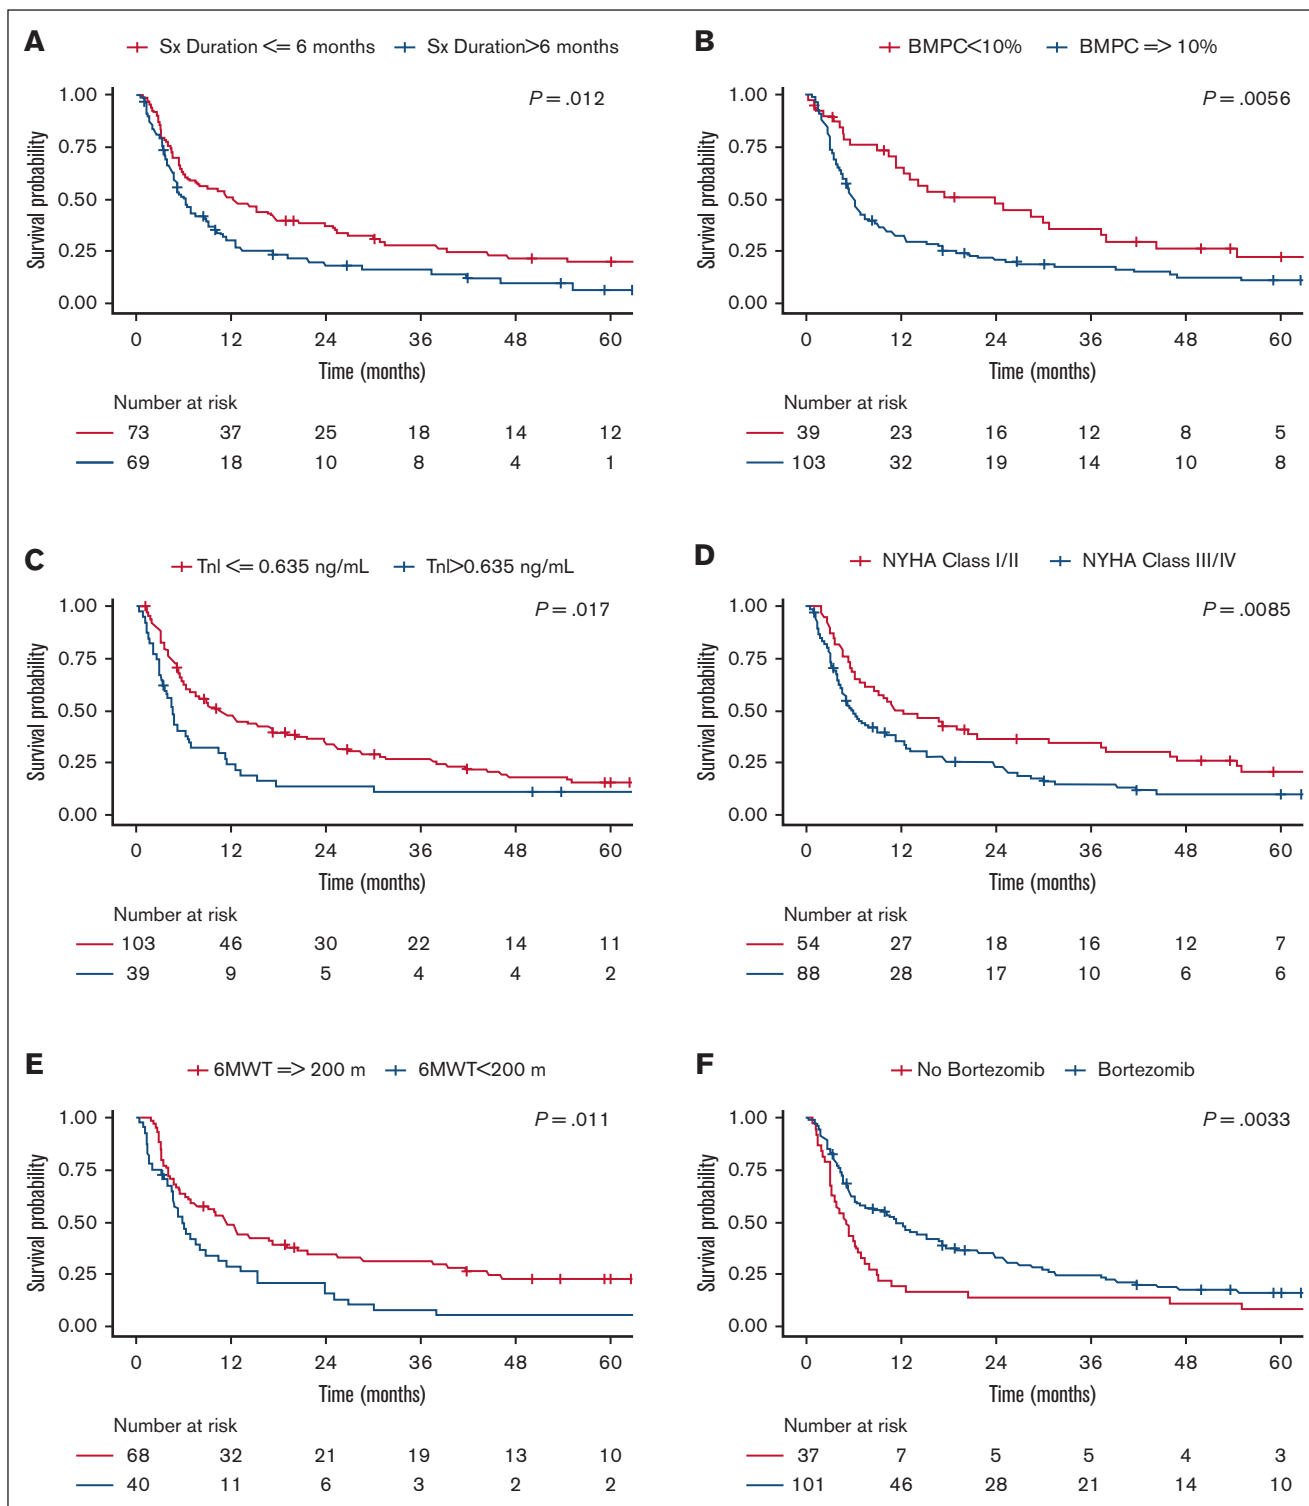 A
Sx Duration <= 6 months Sx Duration>6 months
P = .012
Survival probability
1.00
0.75
0.50
0.25
0.00
0 12 24 36 48 60
Time (months)
Number at risk
73 37 25 18 14 12
69 18 10 8 4 1
B
BMPC<10% BMPC => 10%
P = .0056
Survival probability
1.00
0.75
0.50
0.25
0.00
0 12 24 36 48 60
Time (months)
Number at risk
39 23 16 12 8 5
103 32 19 14 10 8
C
TnI <= 0.635 ng/mL TnI>0.635 ng/mL
P = .017
Survival probability
1.00
0.75
0.50
0.25
0.00
0 12 24 36 48 60
Time (months)
Number at risk
103 46 30 22 14 11
39 9 5 4 4 2
D
NYHA Class I/II NYHA Class III/IV
P = .0085
Survival probability
1.00
0.75
0.50
0.25
0.00
0 12 24 36 48 60
Time (months)
Number at risk
54 27 18 16 12 7
88 28 17 10 6 6
E
6MWT => 200 m 6MWT<200 m
P = .011
Survival probability
1.00
0.75
0.50
0.25
0.00
0 12 24 36 48 60
Time (months)
Number at risk
68 32 21 19 13 10
40 11 6 3 2 2
F
No Bortezomib Bortezomib
P = .0033
Survival probability
1.00
0.75
0.50
0.25
0.00
0 12 24 36 48 60
Time (months)
Number at risk
37 7 5 5 4 3
101 46 28 21 14 10